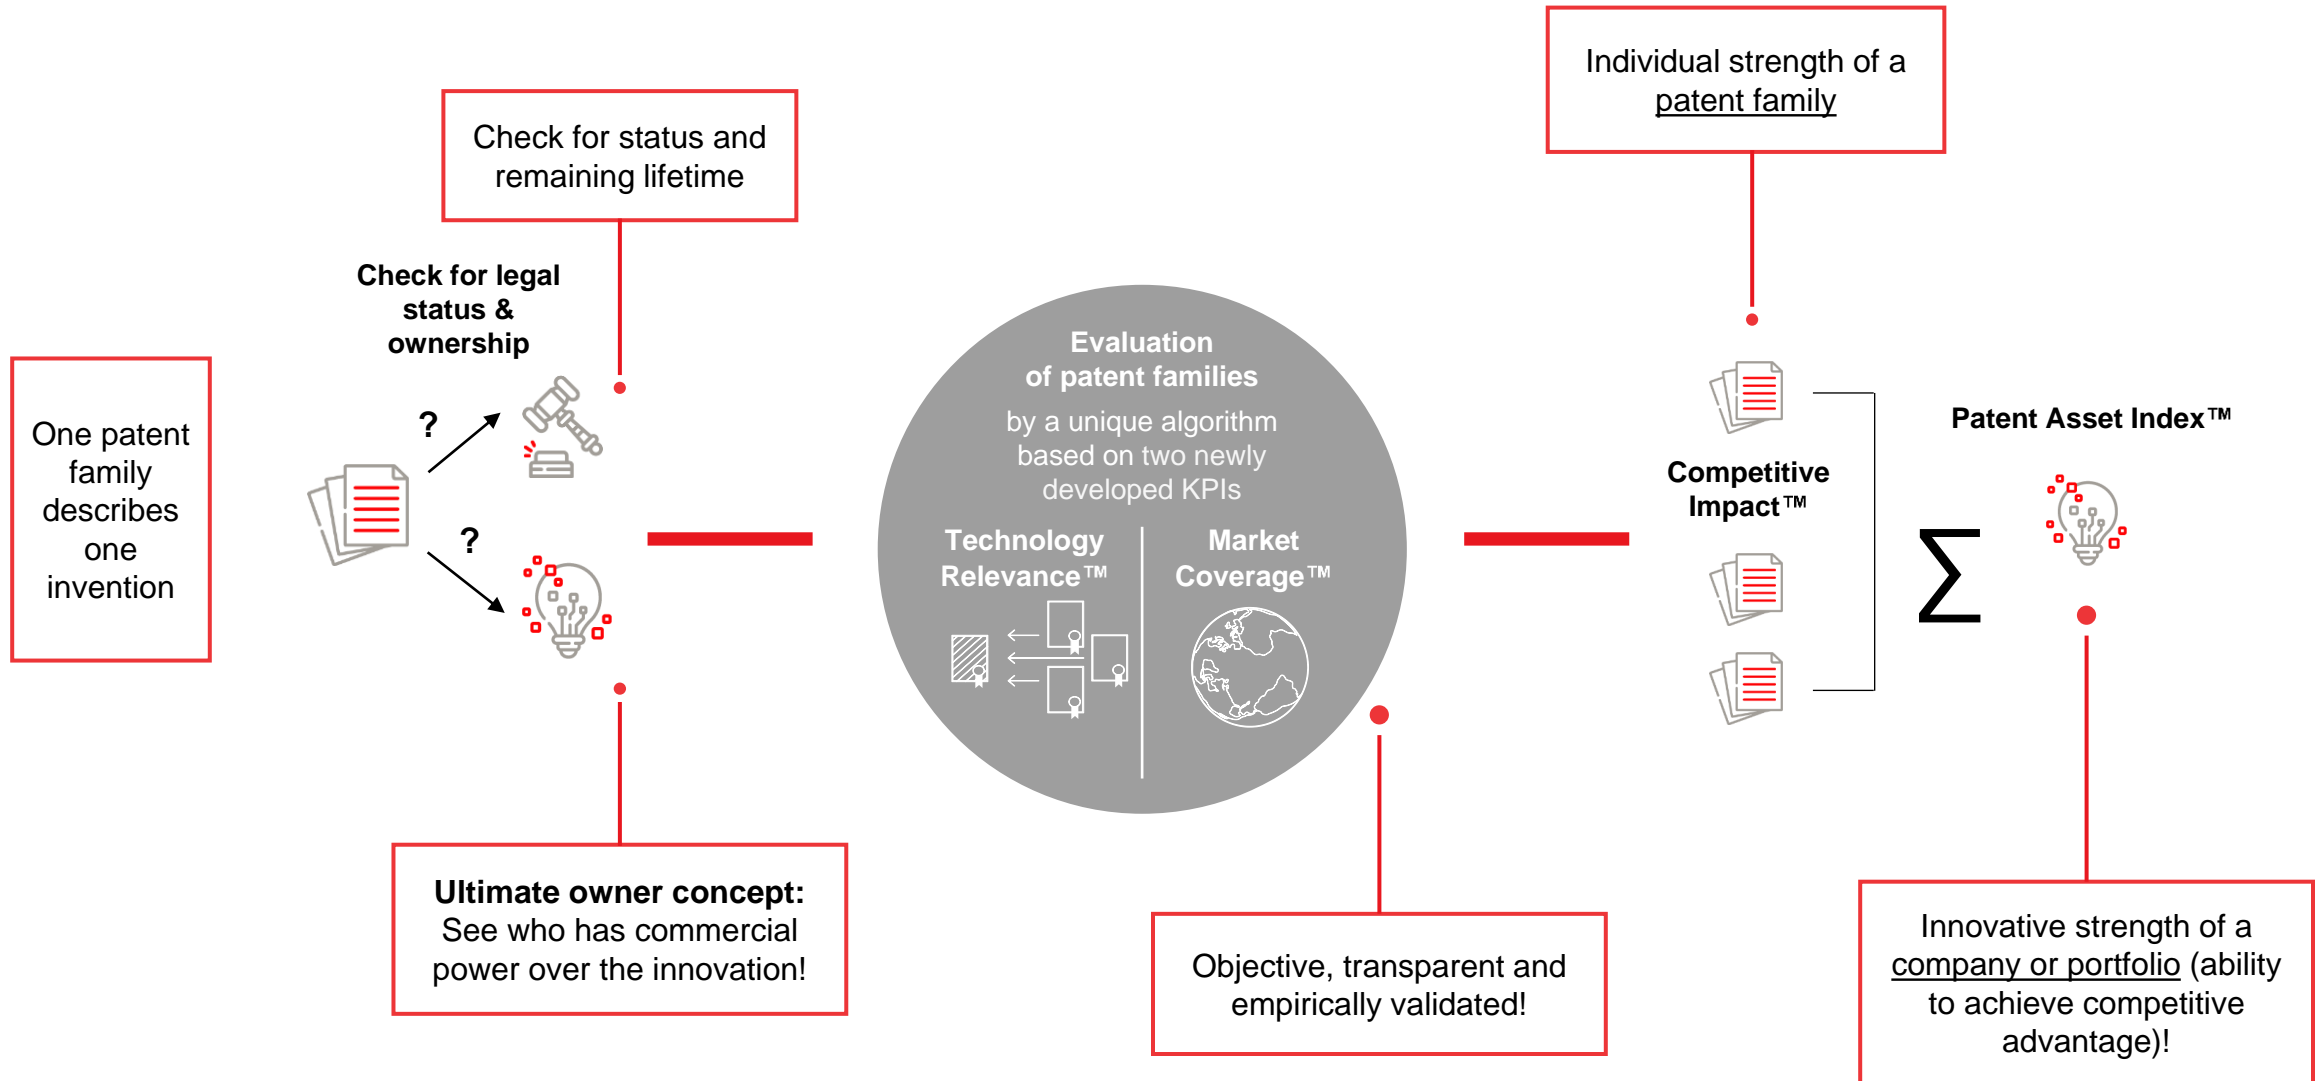 One patent
family
describes
one
invention
Check for status and
remaining lifetime
Check for legal
status &
ownership
?
?
Ultimate owner concept:
See who has commercial
power over the innovation!
Evaluation
of patent families
by a unique algorithm
based on two newly
developed KPIs
Technology
Relevance™
Market
Coverage™
Objective, transparent and
empirically validated!
Individual strength of a
patent family
Competitive
Impact™
∑
Patent Asset Index™
Innovative strength of a
company or portfolio (ability
to achieve competitive
advantage)!